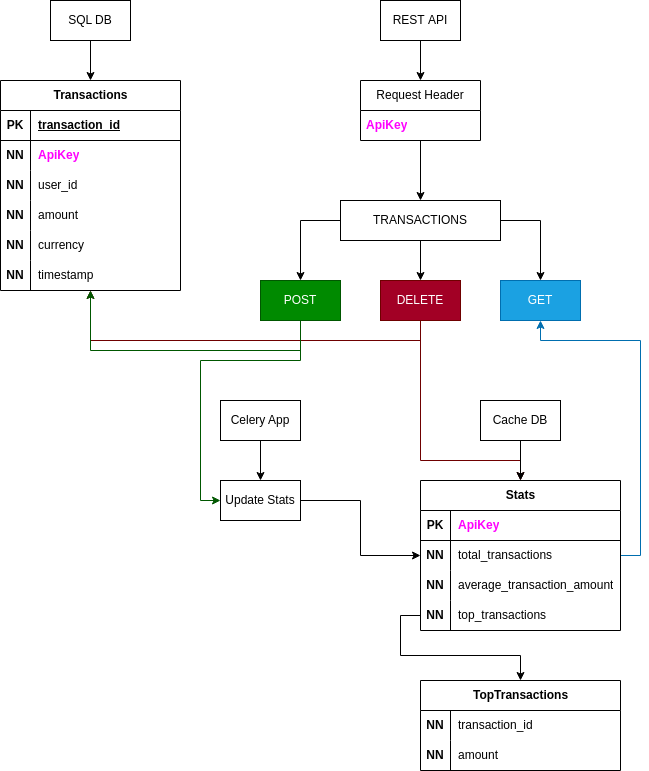 SQL DB
REST API
Transactions
PK transaction_id
NN ApiKey
NN user_id
NN amount
NN currency
NN timestamp
Request Header
ApiKey
TRANSACTIONS
POST
DELETE
GET
Celery App
Update Stats
Cache DB
Stats
PK ApiKey
NN total_transactions
NN average_transaction_amount
NN top_transactions
TopTransactions
NN transaction_id
NN amount